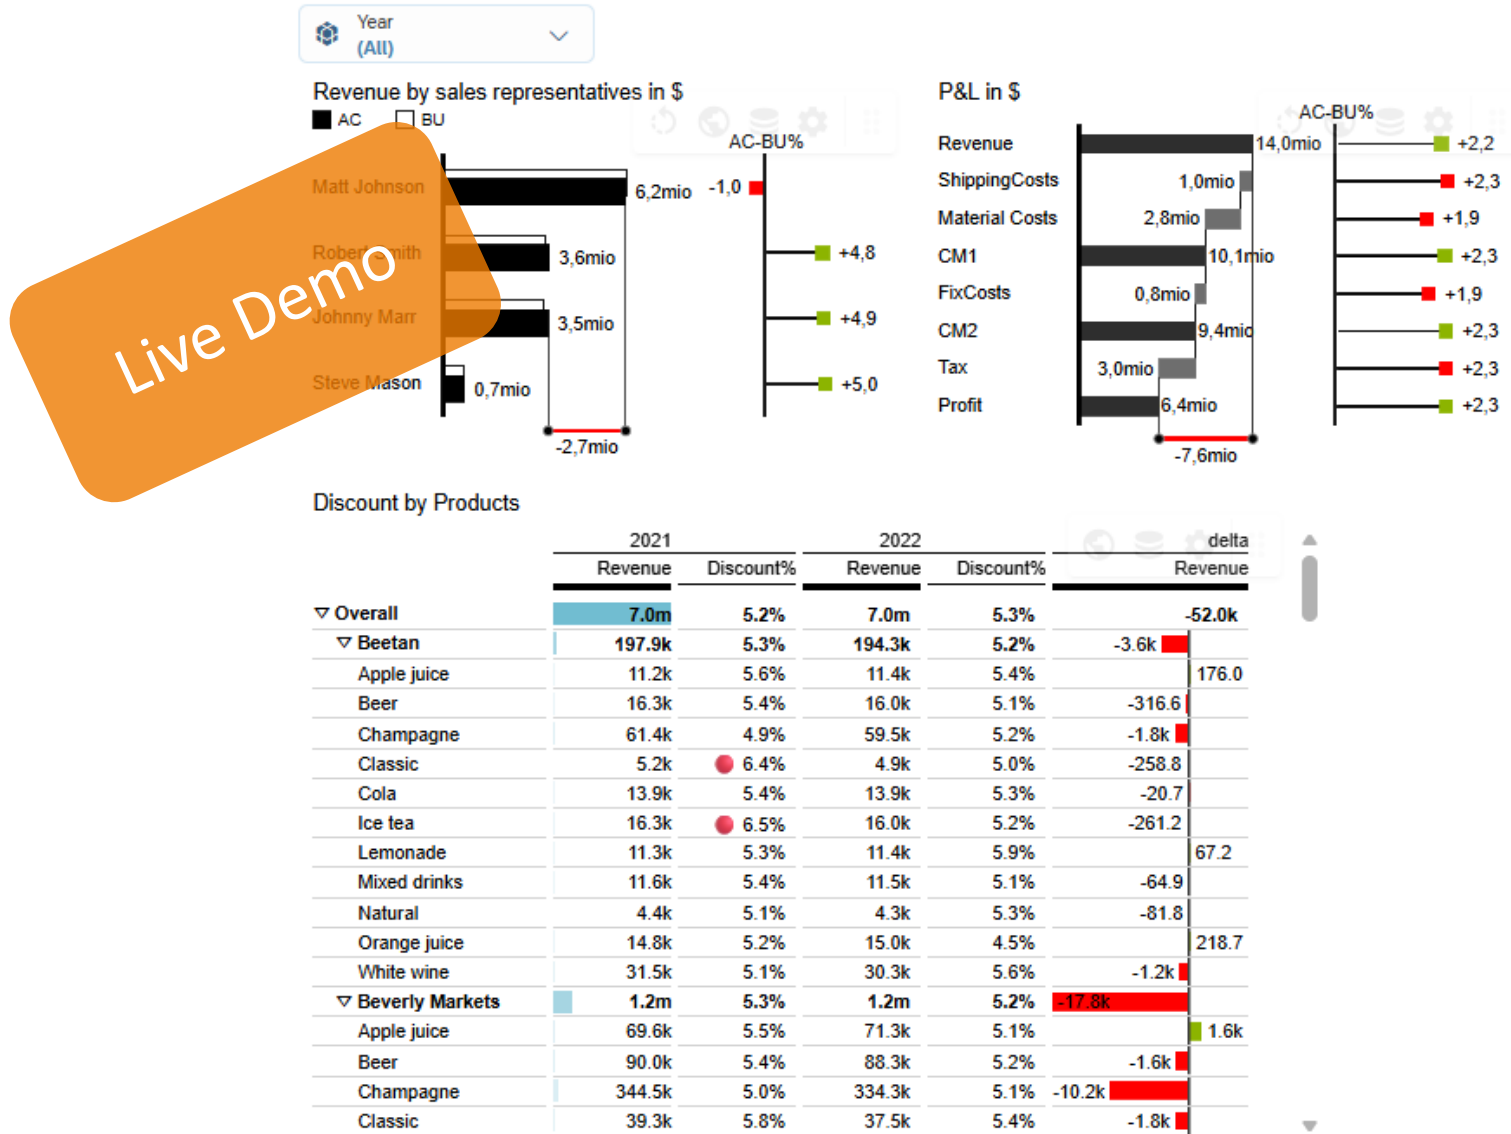 Year
(All)
Revenue by sales representatives in $
AC BU
AC-BU%
Matt Johnson 6,2mio -1,0
Robert Smith 3,6mio +4,8
Johnny Marr 3,5mio +4,9
Steve Mason 0,7mio +5,0
-2,7mio
Live Demo
P&L in $
AC-BU%
Revenue 14,0mio +2,2
ShippingCosts 1,0mio +2,3
Material Costs 2,8mio +1,9
CM1 10,1mio +2,3
FixCosts 0,8mio +1,9
CM2 9,4mio +2,3
Tax 3,0mio +2,3
Profit 6,4mio +2,3
-7,6mio
Discount by Products
2021 2022 delta
Revenue Discount% Revenue Discount% Revenue
Overall 7.0m 5.2% 7.0m 5.3% -52.0k
Beetan 197.9k 5.3% 194.3k 5.2% -3.6k
Apple juice 11.2k 5.6% 11.4k 5.4% 176.0
Beer 16.3k 5.4% 16.0k 5.1% -316.6
Champagne 61.4k 4.9% 59.5k 5.2% -1.8k
Classic 5.2k 6.4% 4.9k 5.0% -258.8
Cola 13.9k 5.4% 13.9k 5.3% -20.7
Ice tea 16.3k 6.5% 16.0k 5.2% -261.2
Lemonade 11.3k 5.3% 11.4k 5.9% 67.2
Mixed drinks 11.6k 5.4% 11.5k 5.1% -64.9
Natural 4.4k 5.1% 4.3k 5.3% -81.8
Orange juice 14.8k 5.2% 15.0k 4.5% 218.7
White wine 31.5k 5.1% 30.3k 5.6% -1.2k
Beverly Markets 1.2m 5.3% 1.2m 5.2% -17.8k
Apple juice 69.6k 5.5% 71.3k 5.1% 1.6k
Beer 90.0k 5.4% 88.3k 5.2% -1.6k
Champagne 344.5k 5.0% 334.3k 5.1% -10.2k
Classic 39.3k 5.8% 37.5k 5.4% -1.8k